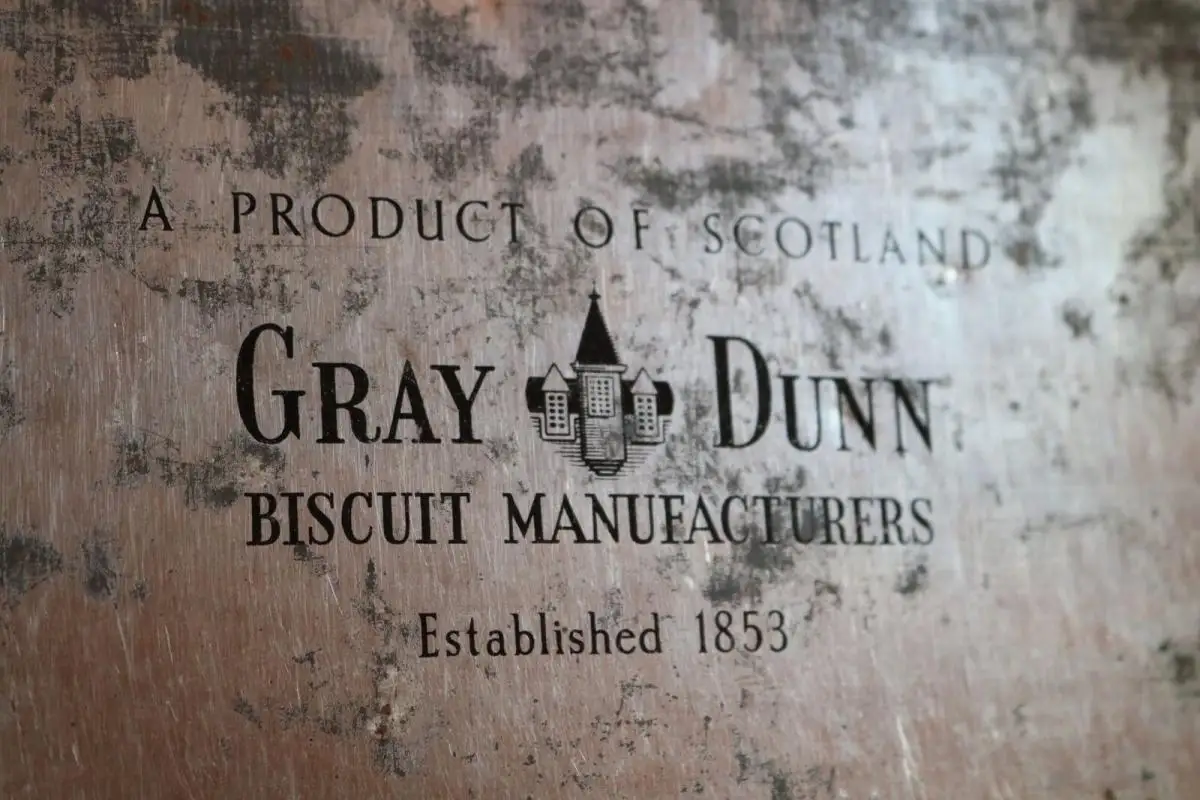 A PRODUCT OF SCOTLAND
GRAY DUNN
BISCUIT MANUFACTURERS
Established 1853